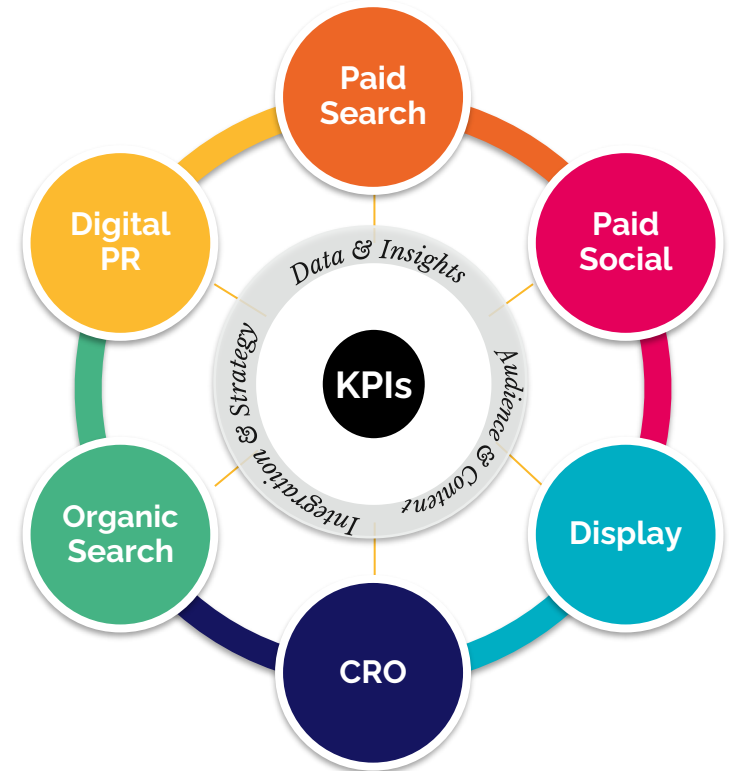 Paid
Search
Digital
PR
Paid
Social
Data & Insights
Integration & Strategy
Audience & Content
KPIs
Organic
Search
Display
CRO